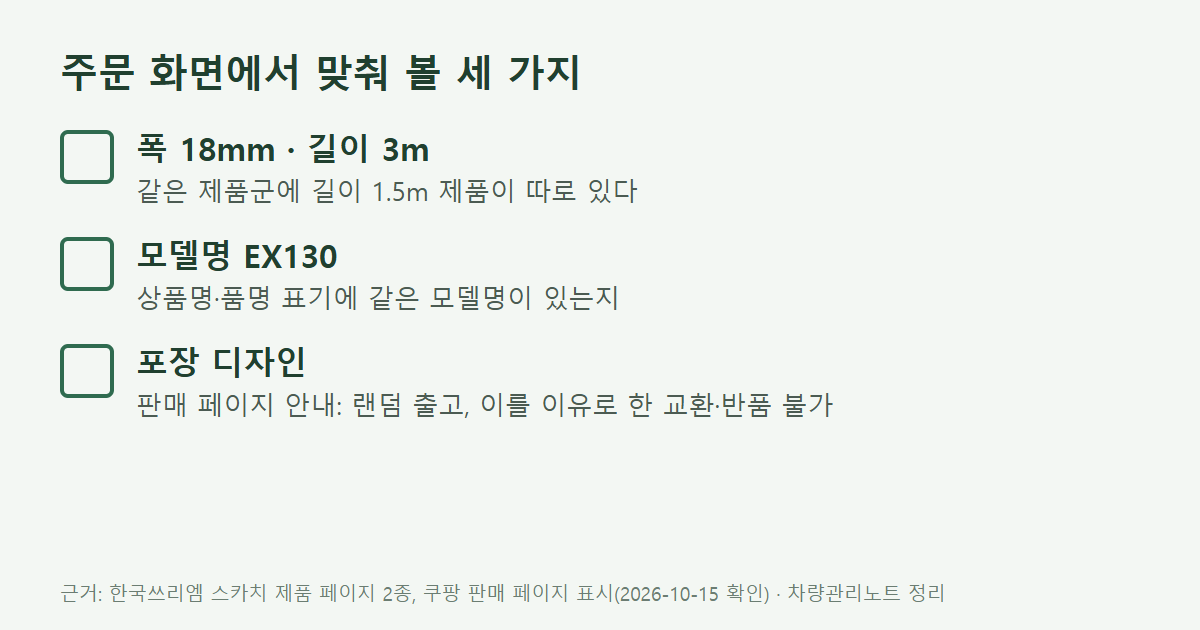 주문 화면에서 맞춰 볼 세 가지
폭 18mm · 길이 3m
같은 제품군에 길이 1.5m 제품이 따로 있다
모델명 EX130
상품명·품명 표기에 같은 모델명이 있는지
포장 디자인
판매 페이지 안내: 랜덤 출고, 이를 이유로 한 교환·반품 불가
근거: 한국쓰리엠 스카치 제품 페이지 2종, 쿠팡 판매 페이지 표시(2026-10-15 확인) · 차량관리노트 정리